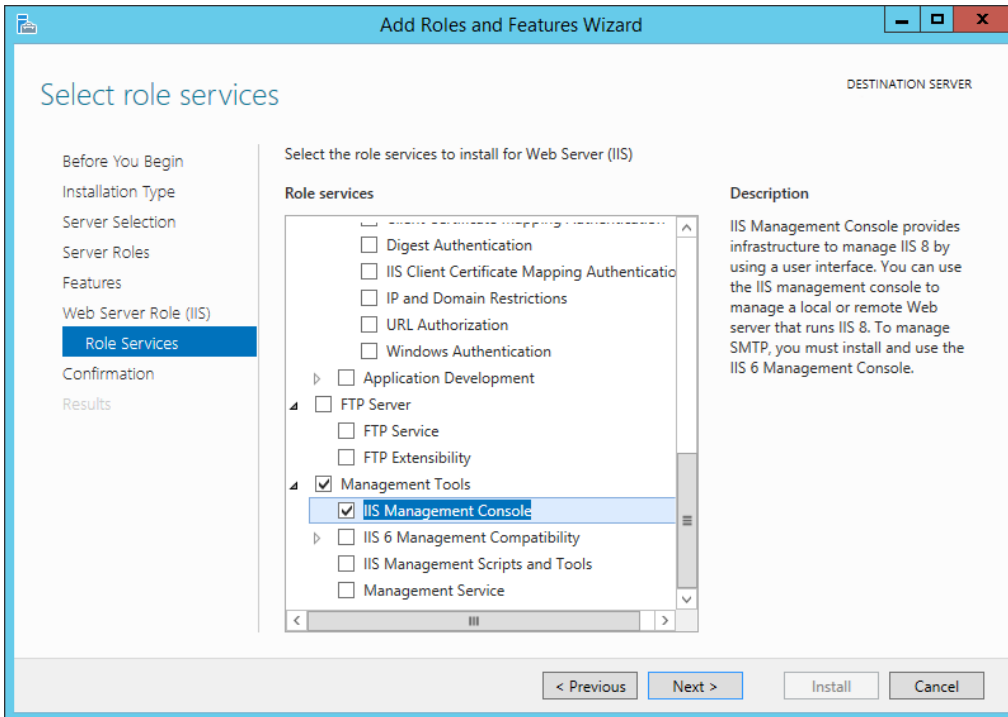 Add Roles and Features Wizard
Select role services
DESTINATION SERVER
Before You Begin
Installation Type
Server Selection
Server Roles
Features
Web Server Role (IIS)
Role Services
Confirmation
Results
Select the role services to install for Web Server (IIS)
Role services
Digest Authentication
IIS Client Certificate Mapping Authenticatio
IP and Domain Restrictions
URL Authorization
Windows Authentication
Application Development
FTP Server
FTP Service
FTP Extensibility
Management Tools
IIS Management Console
IIS 6 Management Compatibility
IIS Management Scripts and Tools
Management Service
Description
IIS Management Console provides
infrastructure to manage IIS 8 by
using a user interface. You can use
the IIS management console to
manage a local or remote Web
server that runs IIS 8. To manage
SMTP, you must install and use the
IIS 6 Management Console.
< Previous
Next >
Install
Cancel